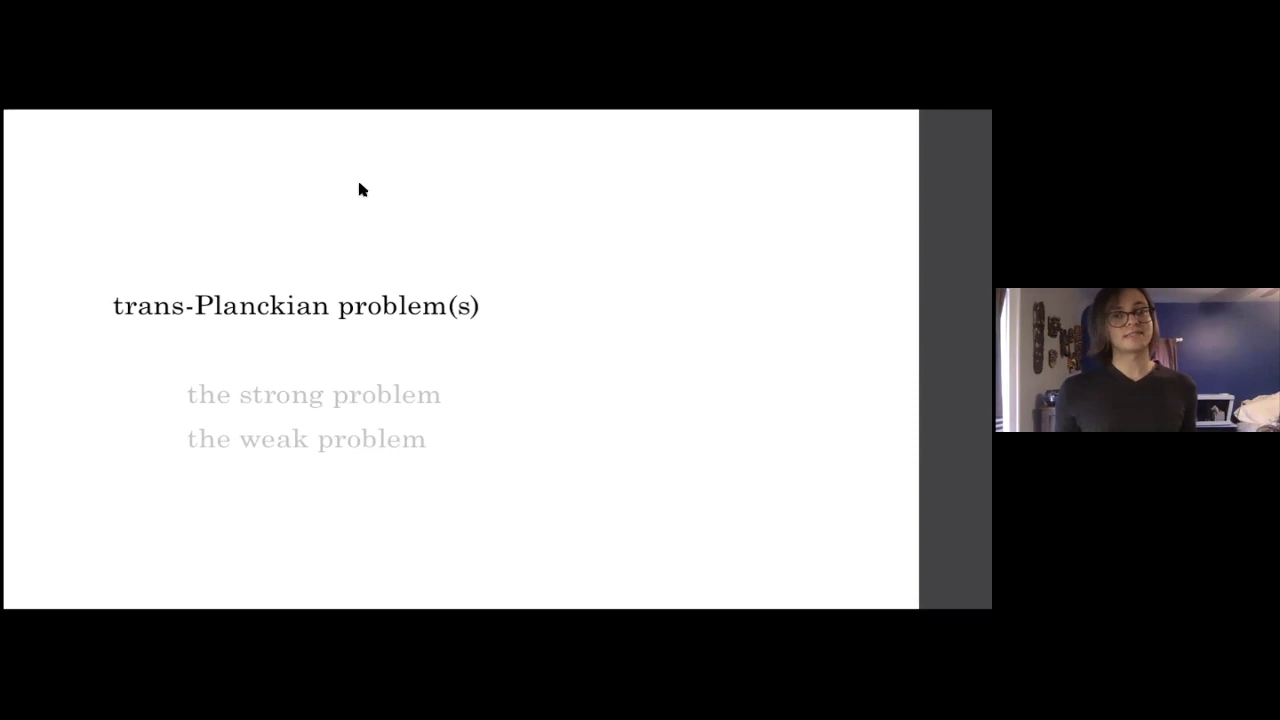 trans-Planckian problem(s)
the strong problem
the weak problem